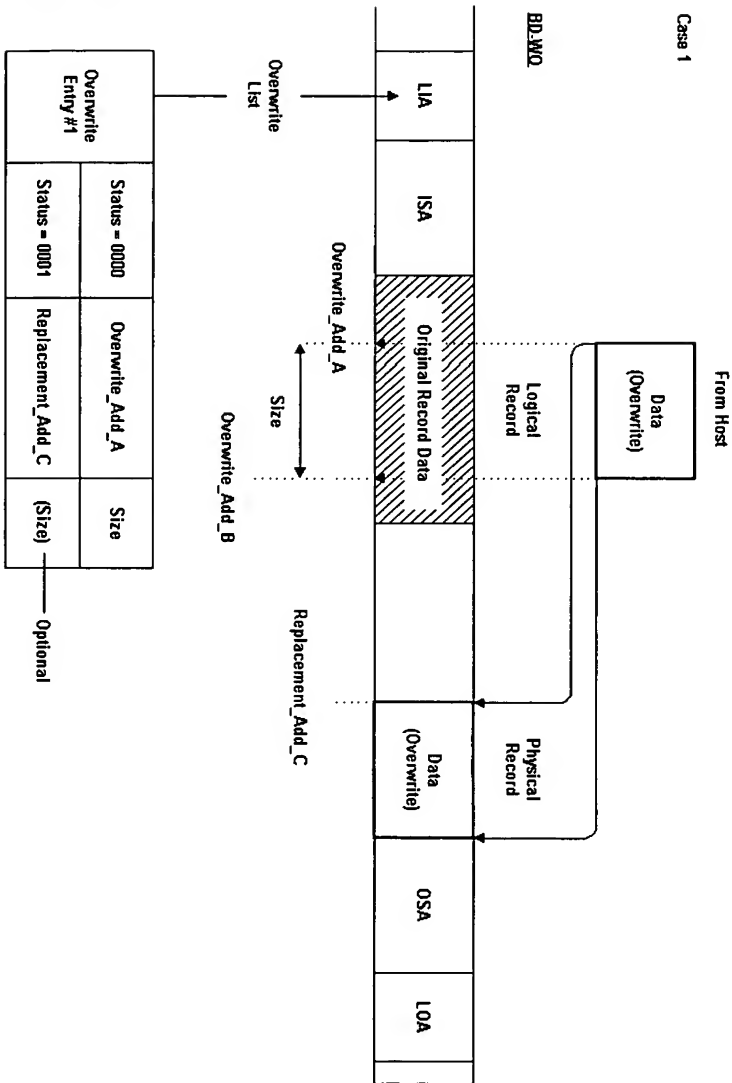 Case 1
From Host
Data
(Overwrite)
BD-WO
Logical
Record
Physical
Record
LIA
ISA
Original Record Data
Data
(Overwrite)
OSA
LOA
Overwrite_Add_A
Size
Overwrite_Add_B
Replacement_Add_C
Overwrite
List
Overwrite
Entry #1
Status = 0000
Overwrite_Add_A
Size
Status = 0001
Replacement_Add_C
(Size)
Optional